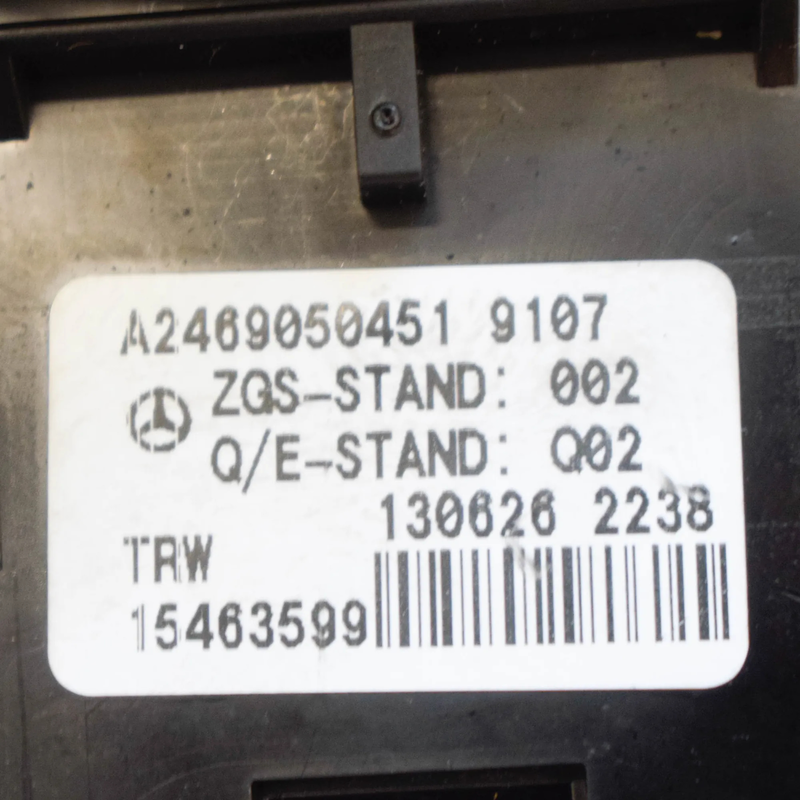 A2469050451 9107
ZGS-STAND: 002
Q/E-STAND: Q02
130626 2238
TRW
15463599